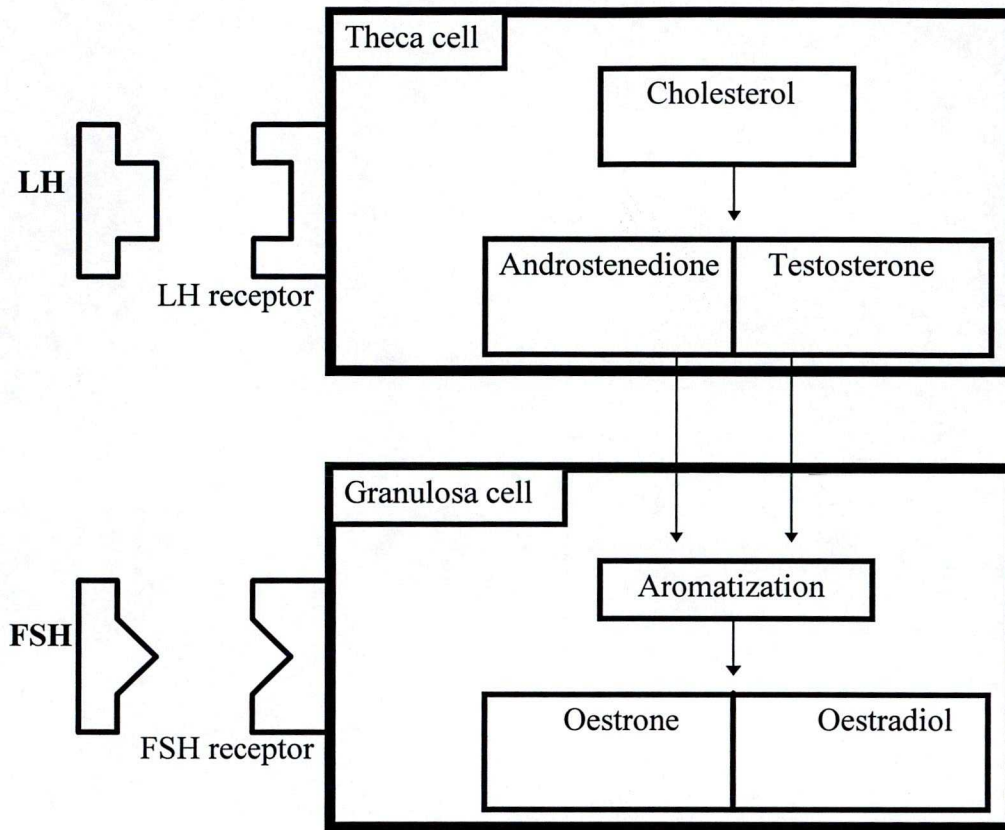 Theca cell
Cholesterol
LH
LH receptor
Androstenedione
Testosterone
Granulosa cell
Aromatization
FSH
FSH receptor
Oestrone
Oestradiol